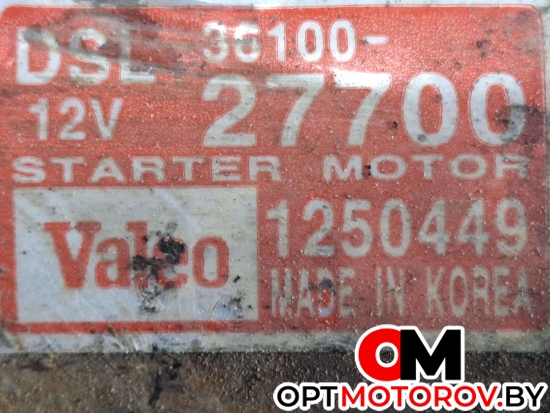 DSL 36100-
12V 27700
STARTER MOTOR
Valeo 1250449
MADE IN KOREA
OM
OPTMOTOROV.BY